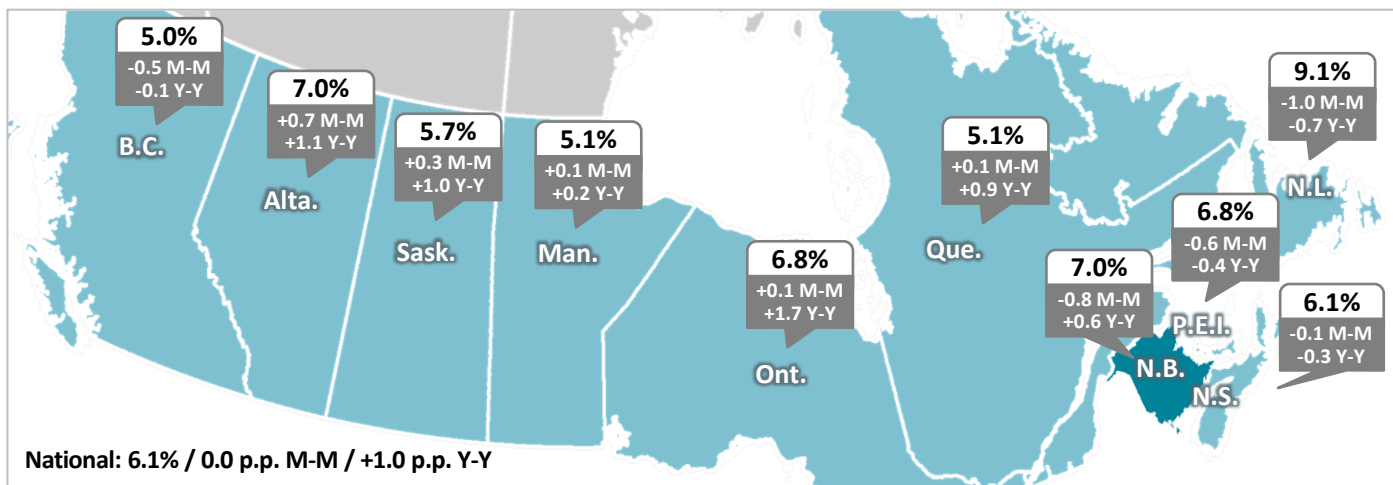 5.0%
-0.5 M-M
-0.1 Y-Y
B.C.
7.0%
+0.7 M-M
+1.1 Y-Y
Alta.
5.7%
+0.3 M-M
+1.0 Y-Y
Sask.
5.1%
+0.1 M-M
+0.2 Y-Y
Man.
6.8%
+0.1 M-M
+1.7 Y-Y
Ont.
5.1%
+0.1 M-M
+0.9 Y-Y
Que.
9.1%
-1.0 M-M
-0.7 Y-Y
N.L.
6.8%
-0.6 M-M
-0.4 Y-Y
P.E.I.
7.0%
-0.8 M-M
+0.6 Y-Y
N.B.
6.1%
-0.1 M-M
-0.3 Y-Y
N.S.
National: 6.1% / 0.0 p.p. M-M / +1.0 p.p. Y-Y